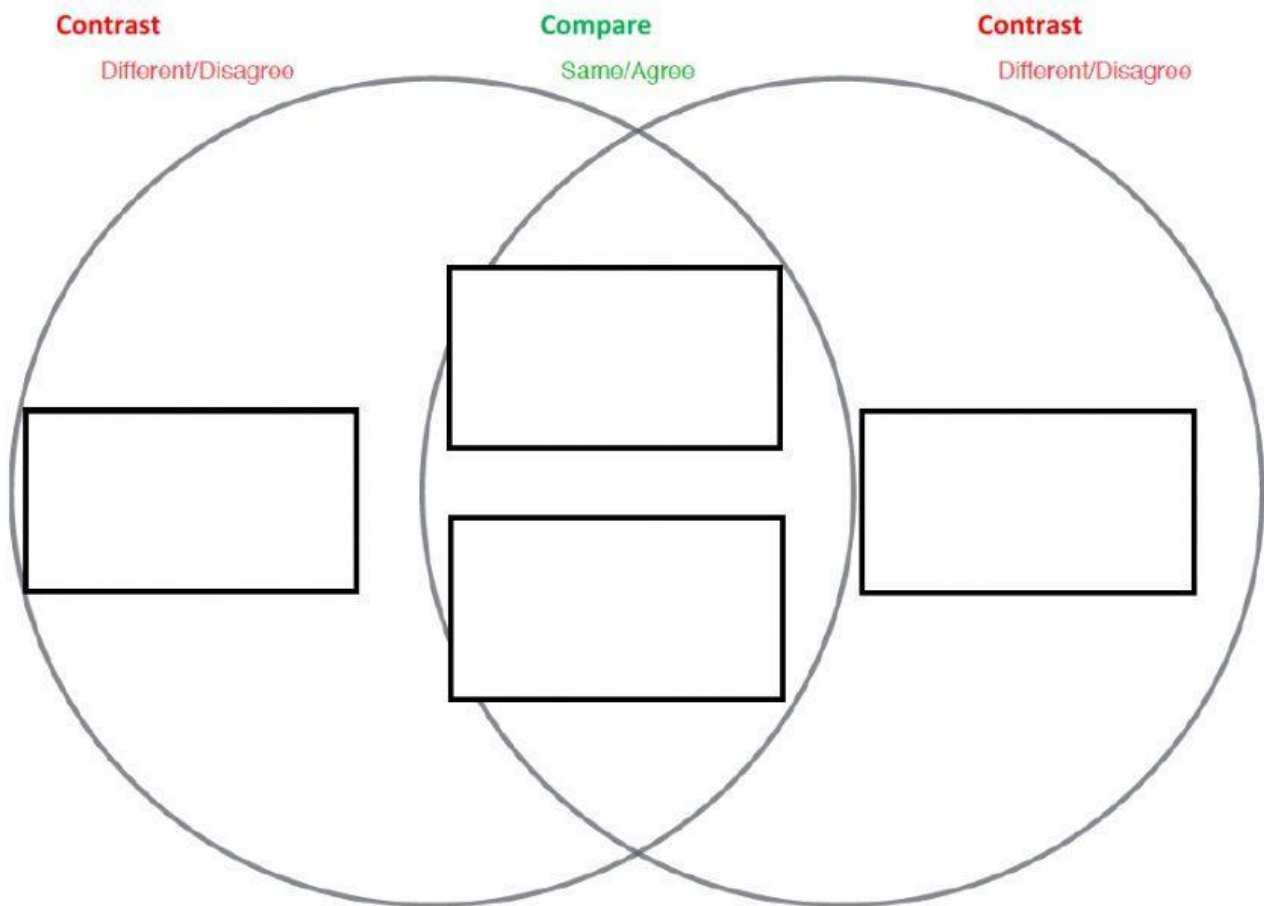 Contrast
Compare
Contrast
Different/Disagree
Same/Agree
Different/Disagree